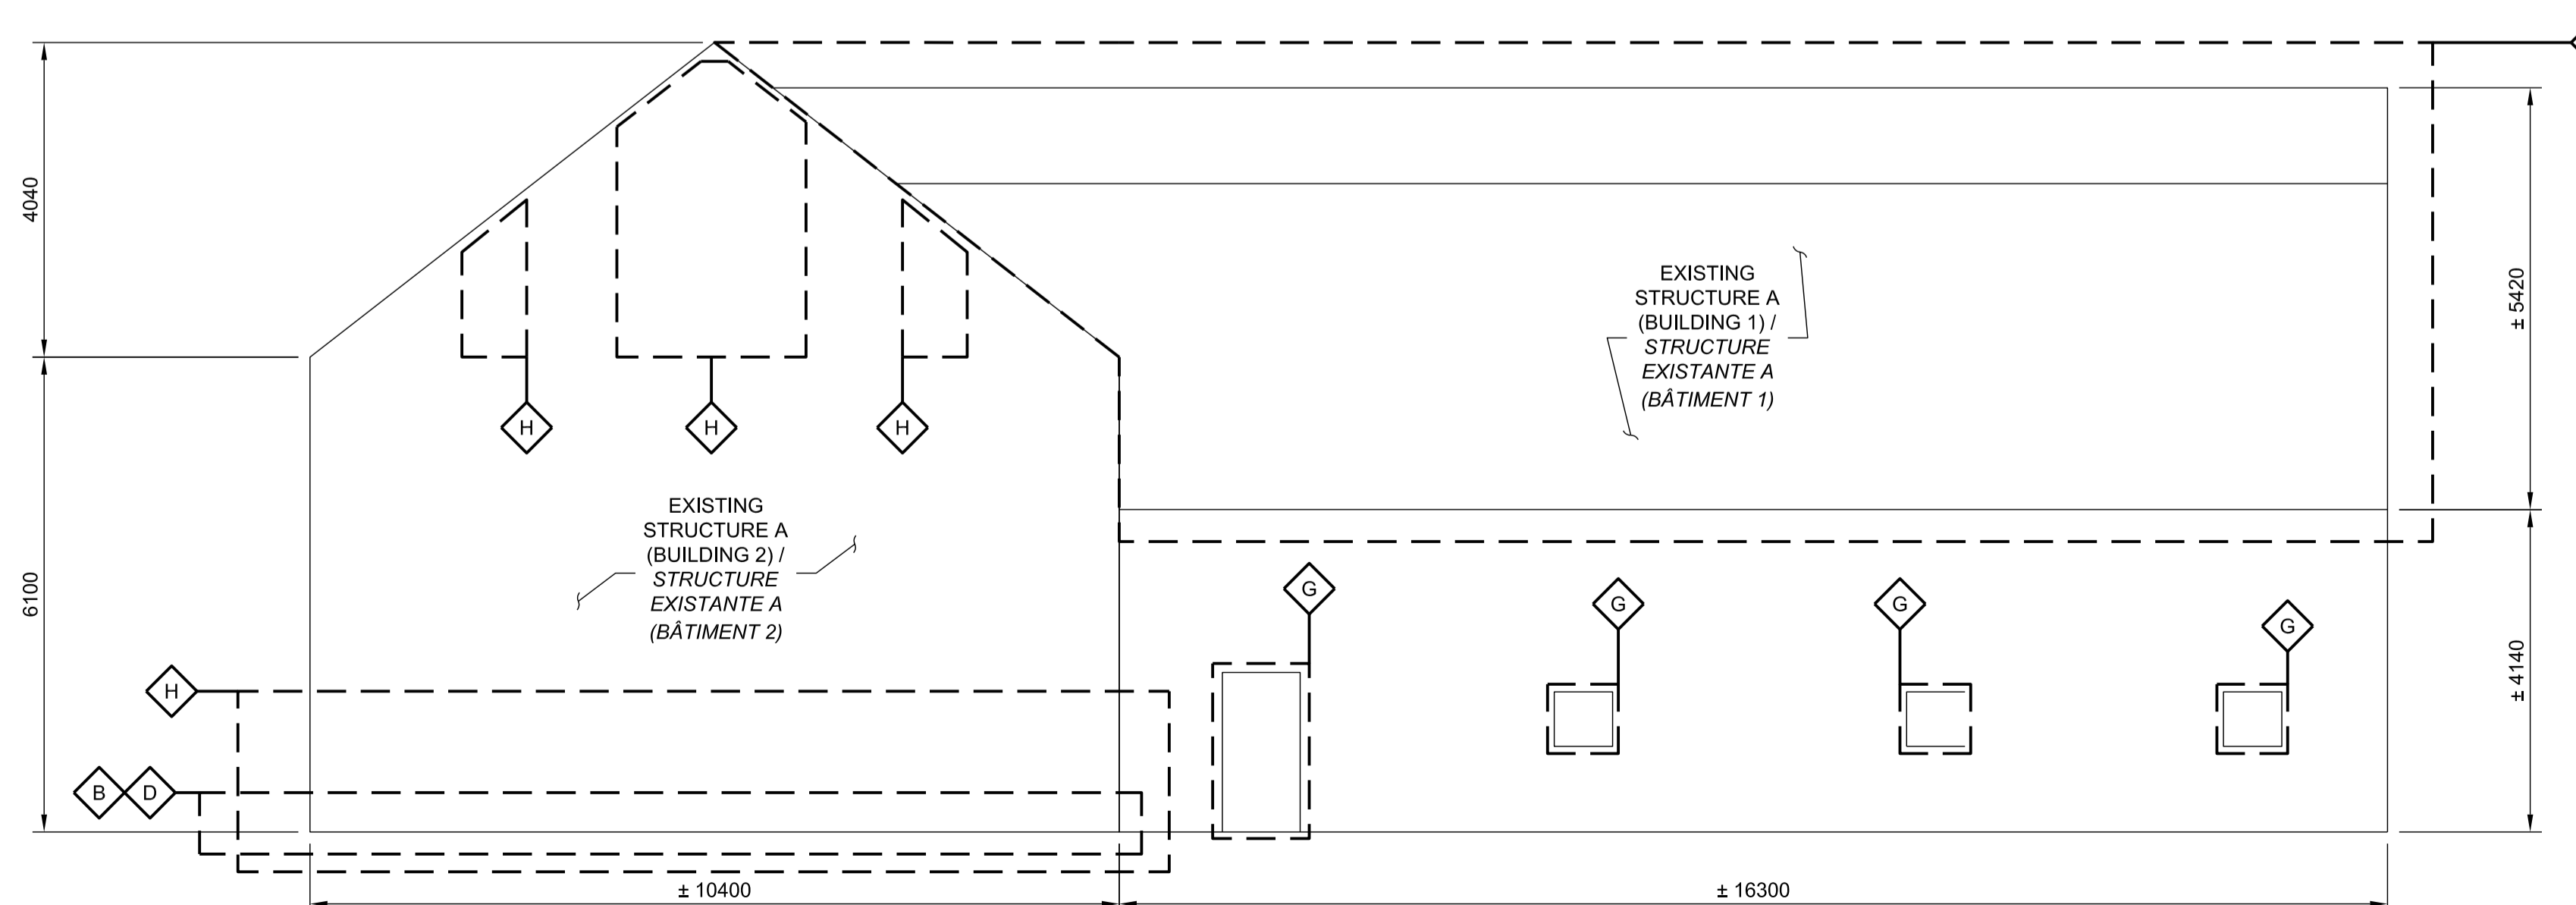 4040
6100
EXISTING
STRUCTURE A
(BUILDING 1) /
STRUCTURE
EXISTANTE A
(BÂTIMENT 1)
± 5420
± 4140
H
H
H
EXISTING
STRUCTURE A
(BUILDING 2) /
STRUCTURE
EXISTANTE A
(BÂTIMENT 2)
G
G
G
G
H
B D
± 10400
± 16300